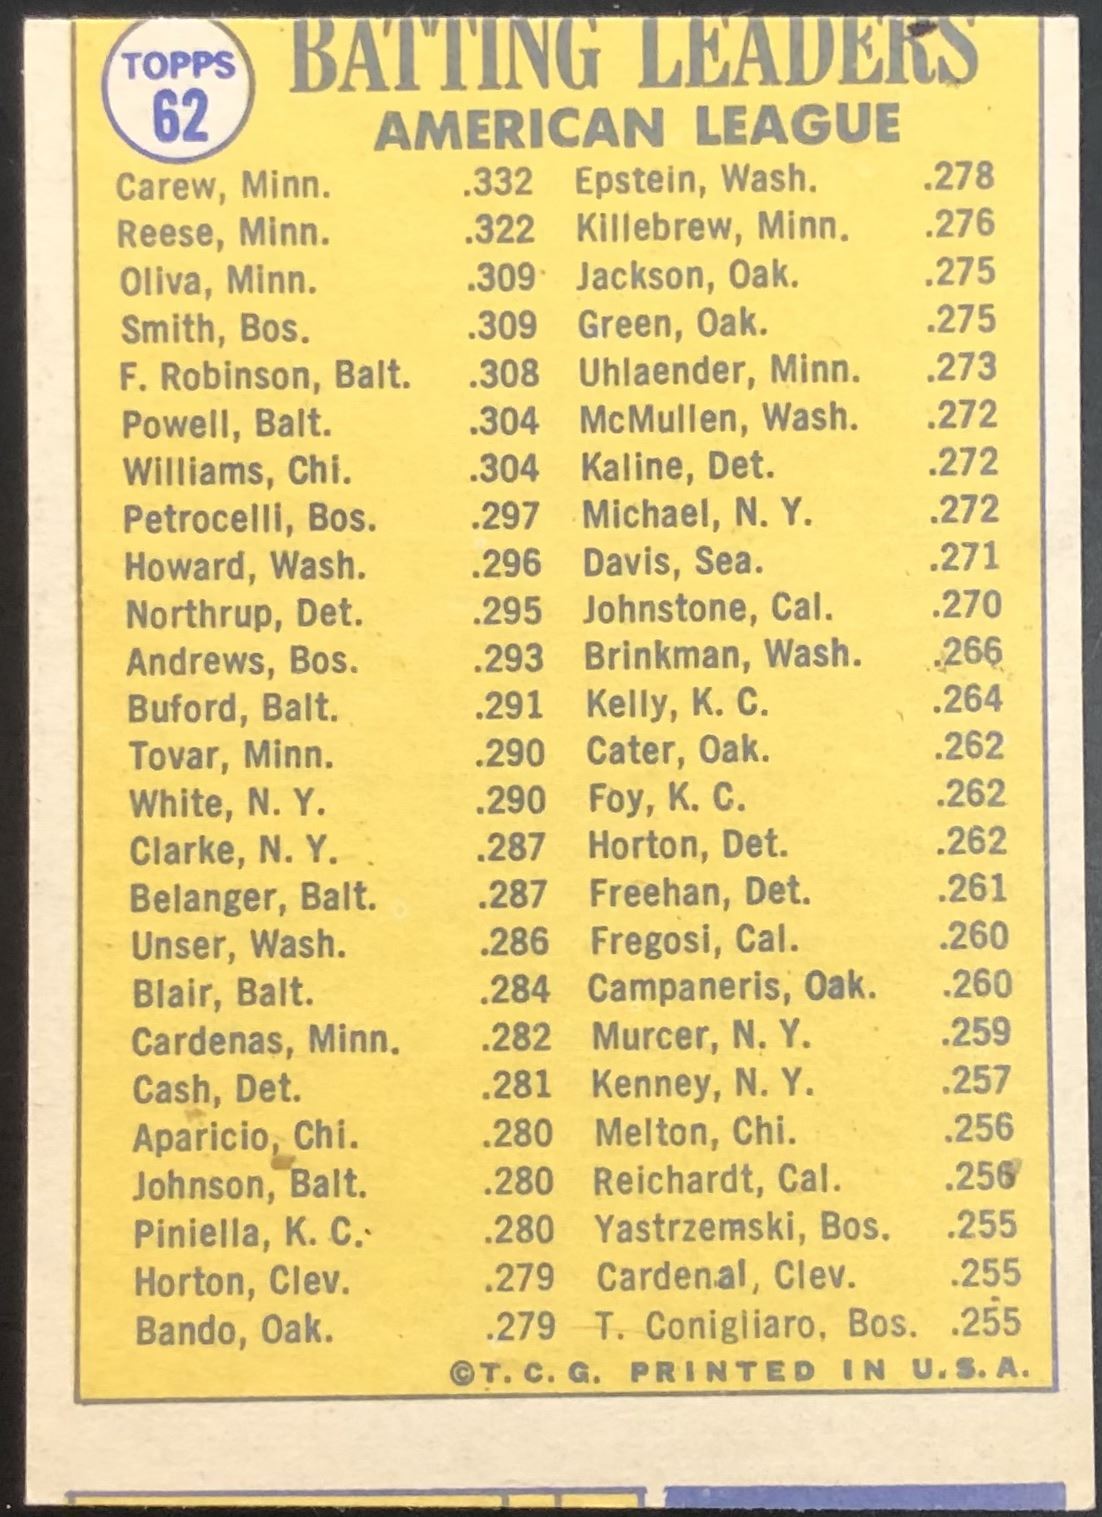 TOPPS
62
BATTING LEADERS
AMERICAN LEAGUE
Carew, Minn. .332
Reese, Minn. .322
Oliva, Minn. .309
Smith, Bos. .309
F. Robinson, Balt. .308
Powell, Balt. .304
Williams, Chi. .304
Petrocelli, Bos. .297
Howard, Wash. .296
Northrup, Det. .295
Andrews, Bos. .293
Buford, Balt. .291
Tovar, Minn. .290
White, N. Y. .290
Clarke, N. Y. .287
Belanger, Balt. .287
Unser, Wash. .286
Blair, Balt. .284
Cardenas, Minn. .282
Cash, Det. .281
Aparicio, Chi. .280
Johnson, Balt. .280
Piniella, K. C. .280
Horton, Clev. .279
Bando, Oak. .279
Epstein, Wash. .278
Killebrew, Minn. .276
Jackson, Oak. .275
Green, Oak. .275
Uhlaender, Minn. .273
McMullen, Wash. .272
Kaline, Det. .272
Michael, N. Y. .272
Davis, Sea. .271
Johnstone, Cal. .270
Brinkman, Wash. .266
Kelly, K. C. .264
Cater, Oak. .262
Foy, K. C. .262
Horton, Det. .262
Freehan, Det. .261
Fregosi, Cal. .260
Campaneris, Oak. .260
Murcer, N. Y. .259
Kenney, N. Y. .257
Melton, Chi. .256
Reichardt, Cal. .256
Yastrzemski, Bos. .255
Cardenal, Clev. .255
T. Conigliaro, Bos. .255
©T. C. G. PRINTED IN U.S.A.